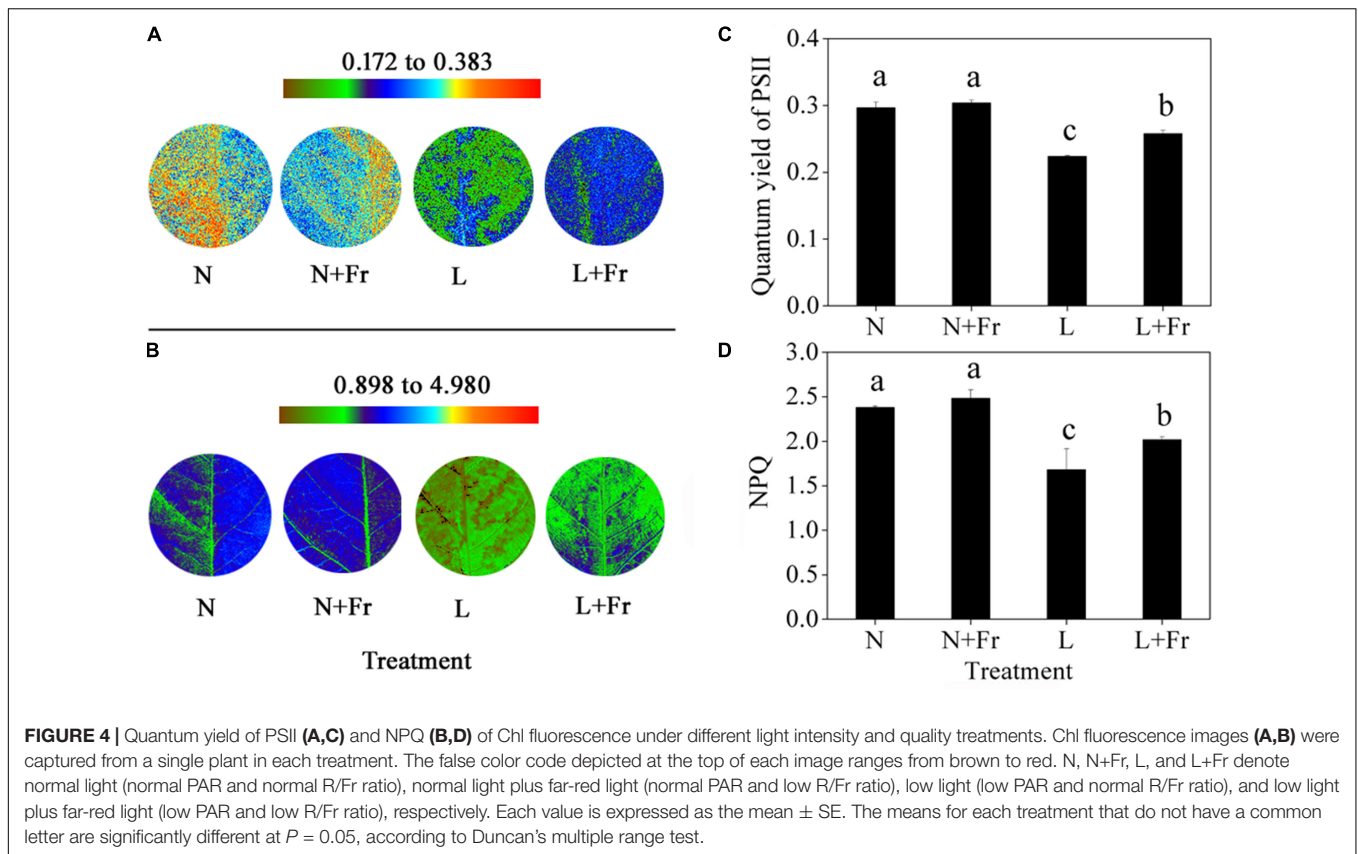 A
0.172 to 0.383
N N+Fr L L+Fr
B
0.898 to 4.980
N N+Fr L L+Fr
Treatment
C
Quantum yield of PSII
0.4
0.3
0.2
0.1
0.0
a a c b
N N+Fr L L+Fr
D
NPQ
3.0
2.5
2.0
1.5
1.0
0.5
0.0
a a c b
N N+Fr L L+Fr
Treatment
FIGURE 4 | Quantum yield of PSII (A,C) and NPQ (B,D) of Chl fluorescence under different light intensity and quality treatments. Chl fluorescence images (A,B) were
captured from a single plant in each treatment. The false color code depicted at the top of each image ranges from brown to red. N, N+Fr, L, and L+Fr denote
normal light (normal PAR and normal R/Fr ratio), normal light plus far-red light (normal PAR and low R/Fr ratio), low light (low PAR and normal R/Fr ratio), and low light
plus far-red light (low PAR and low R/Fr ratio), respectively. Each value is expressed as the mean ± SE. The means for each treatment that do not have a common
letter are significantly different at P = 0.05, according to Duncan's multiple range test.